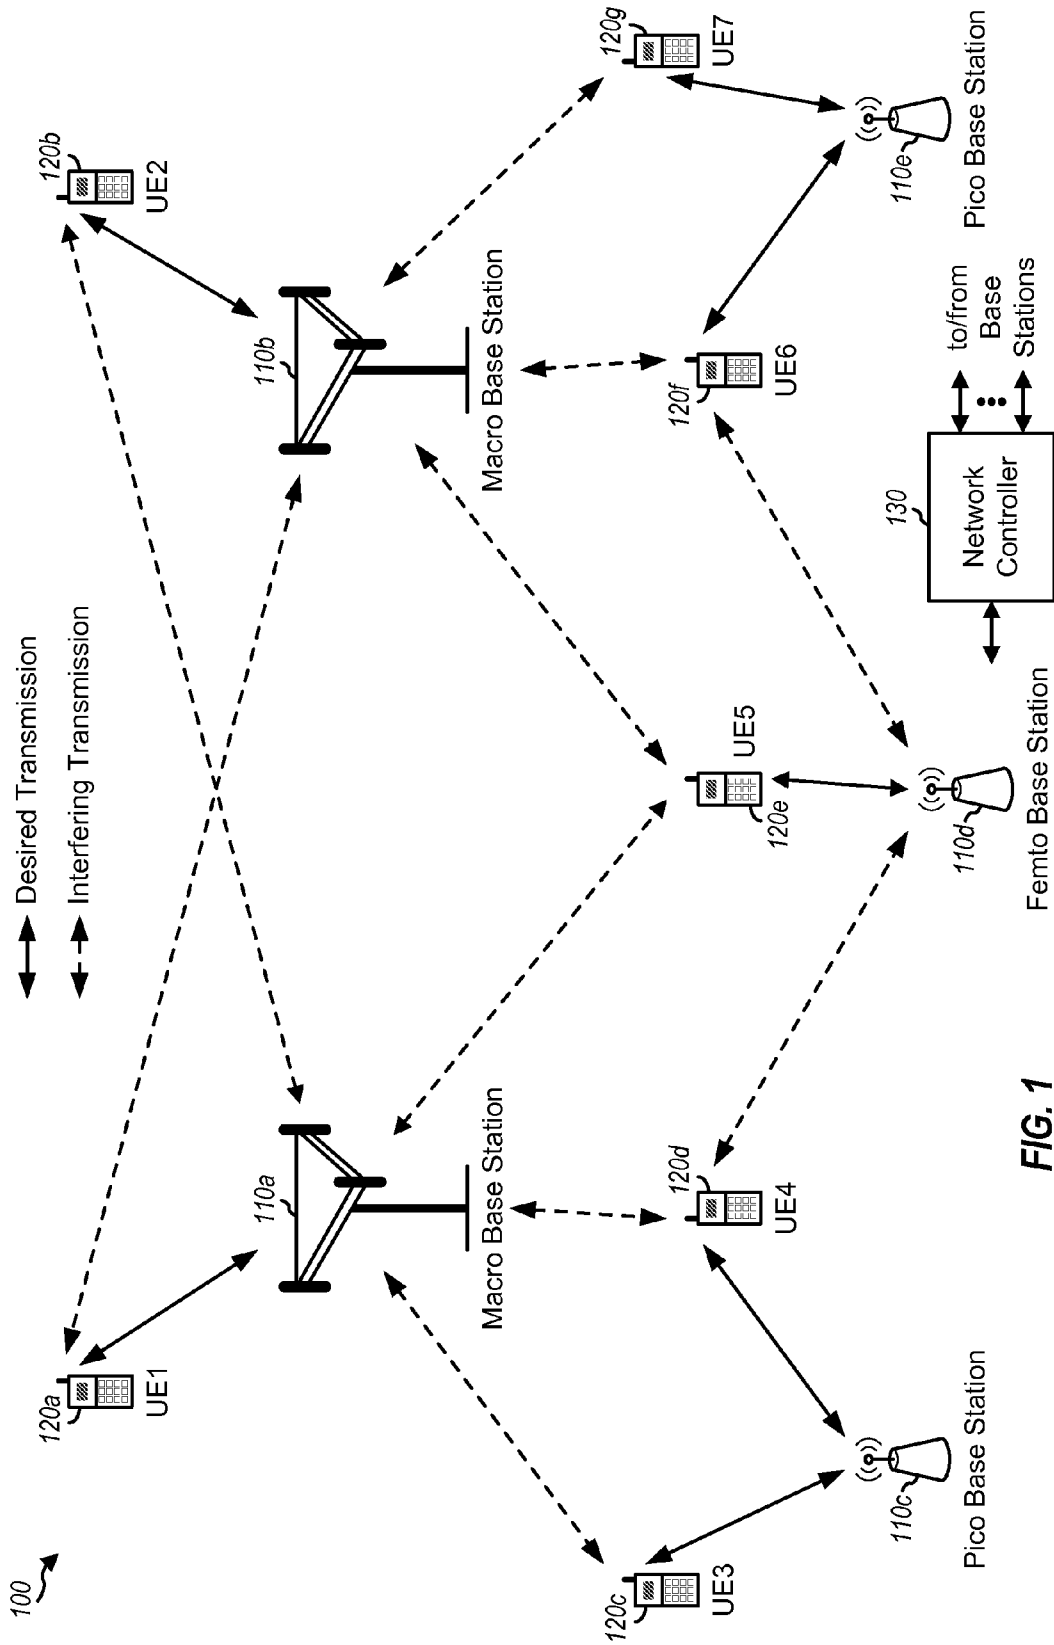 100
Desired Transmission
Interfering Transmission
120a
UE1
120b
UE2
110a
Macro Base Station
110b
Macro Base Station
120c
UE3
120d
UE4
120e
UE5
120f
UE6
120g
UE7
110c
Pico Base Station
110d
Femto Base Station
110e
Pico Base Station
130
Network
Controller
to/from
Base
Stations
FIG. 1